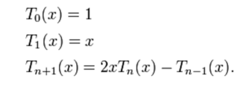 T₀(x) = 1
T₁(x) = x
Tₙ₊₁(x) = 2xTₙ(x) − Tₙ₋₁(x).